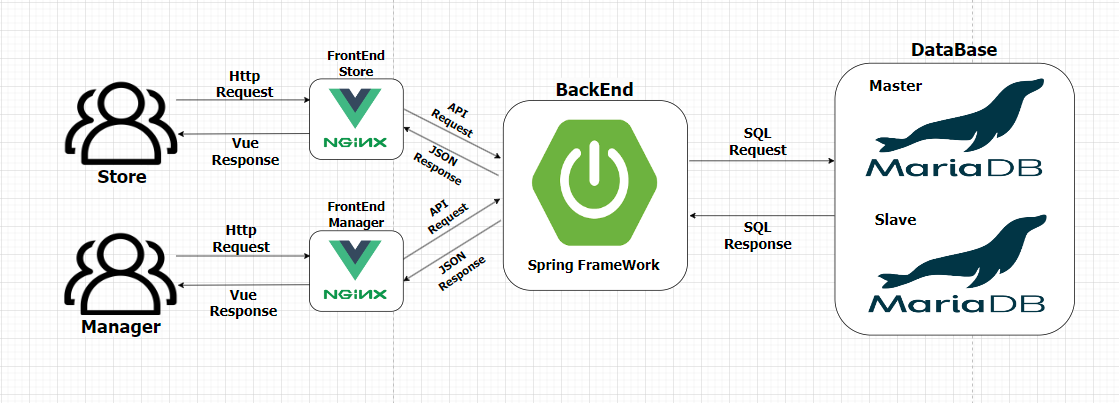 FrontEnd
Store
Http
Request
Vue
Response
Store
NGiNX
API
Request
JSON
Response
FrontEnd
Manager
Http
Request
Vue
Response
Manager
NGiNX
API
Request
JSON
Response
BackEnd
Spring FrameWork
SQL
Request
SQL
Response
DataBase
Master
MariaDB
Slave
MariaDB